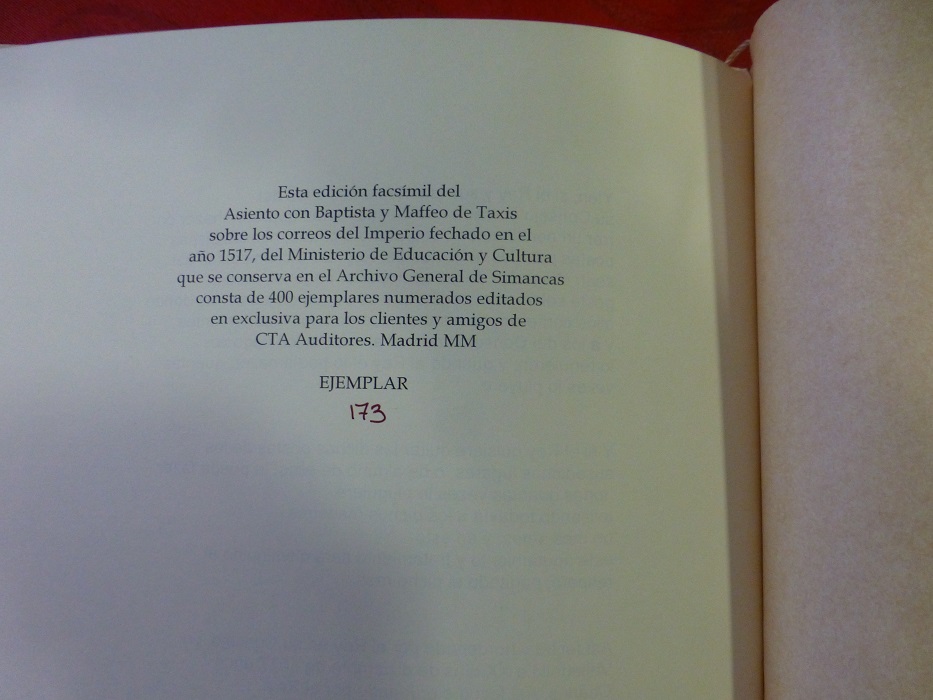 Esta edición facsímil del
Asiento con Baptista y Maffeo de Taxis
sobre los correos del Imperio fechado en el
año 1517, del Ministerio de Educación y Cultura
que se conserva en el Archivo General de Simancas
consta de 400 ejemplares numerados editados
en exclusiva para los clientes y amigos de
CTA Auditores. Madrid MM
EJEMPLAR
173